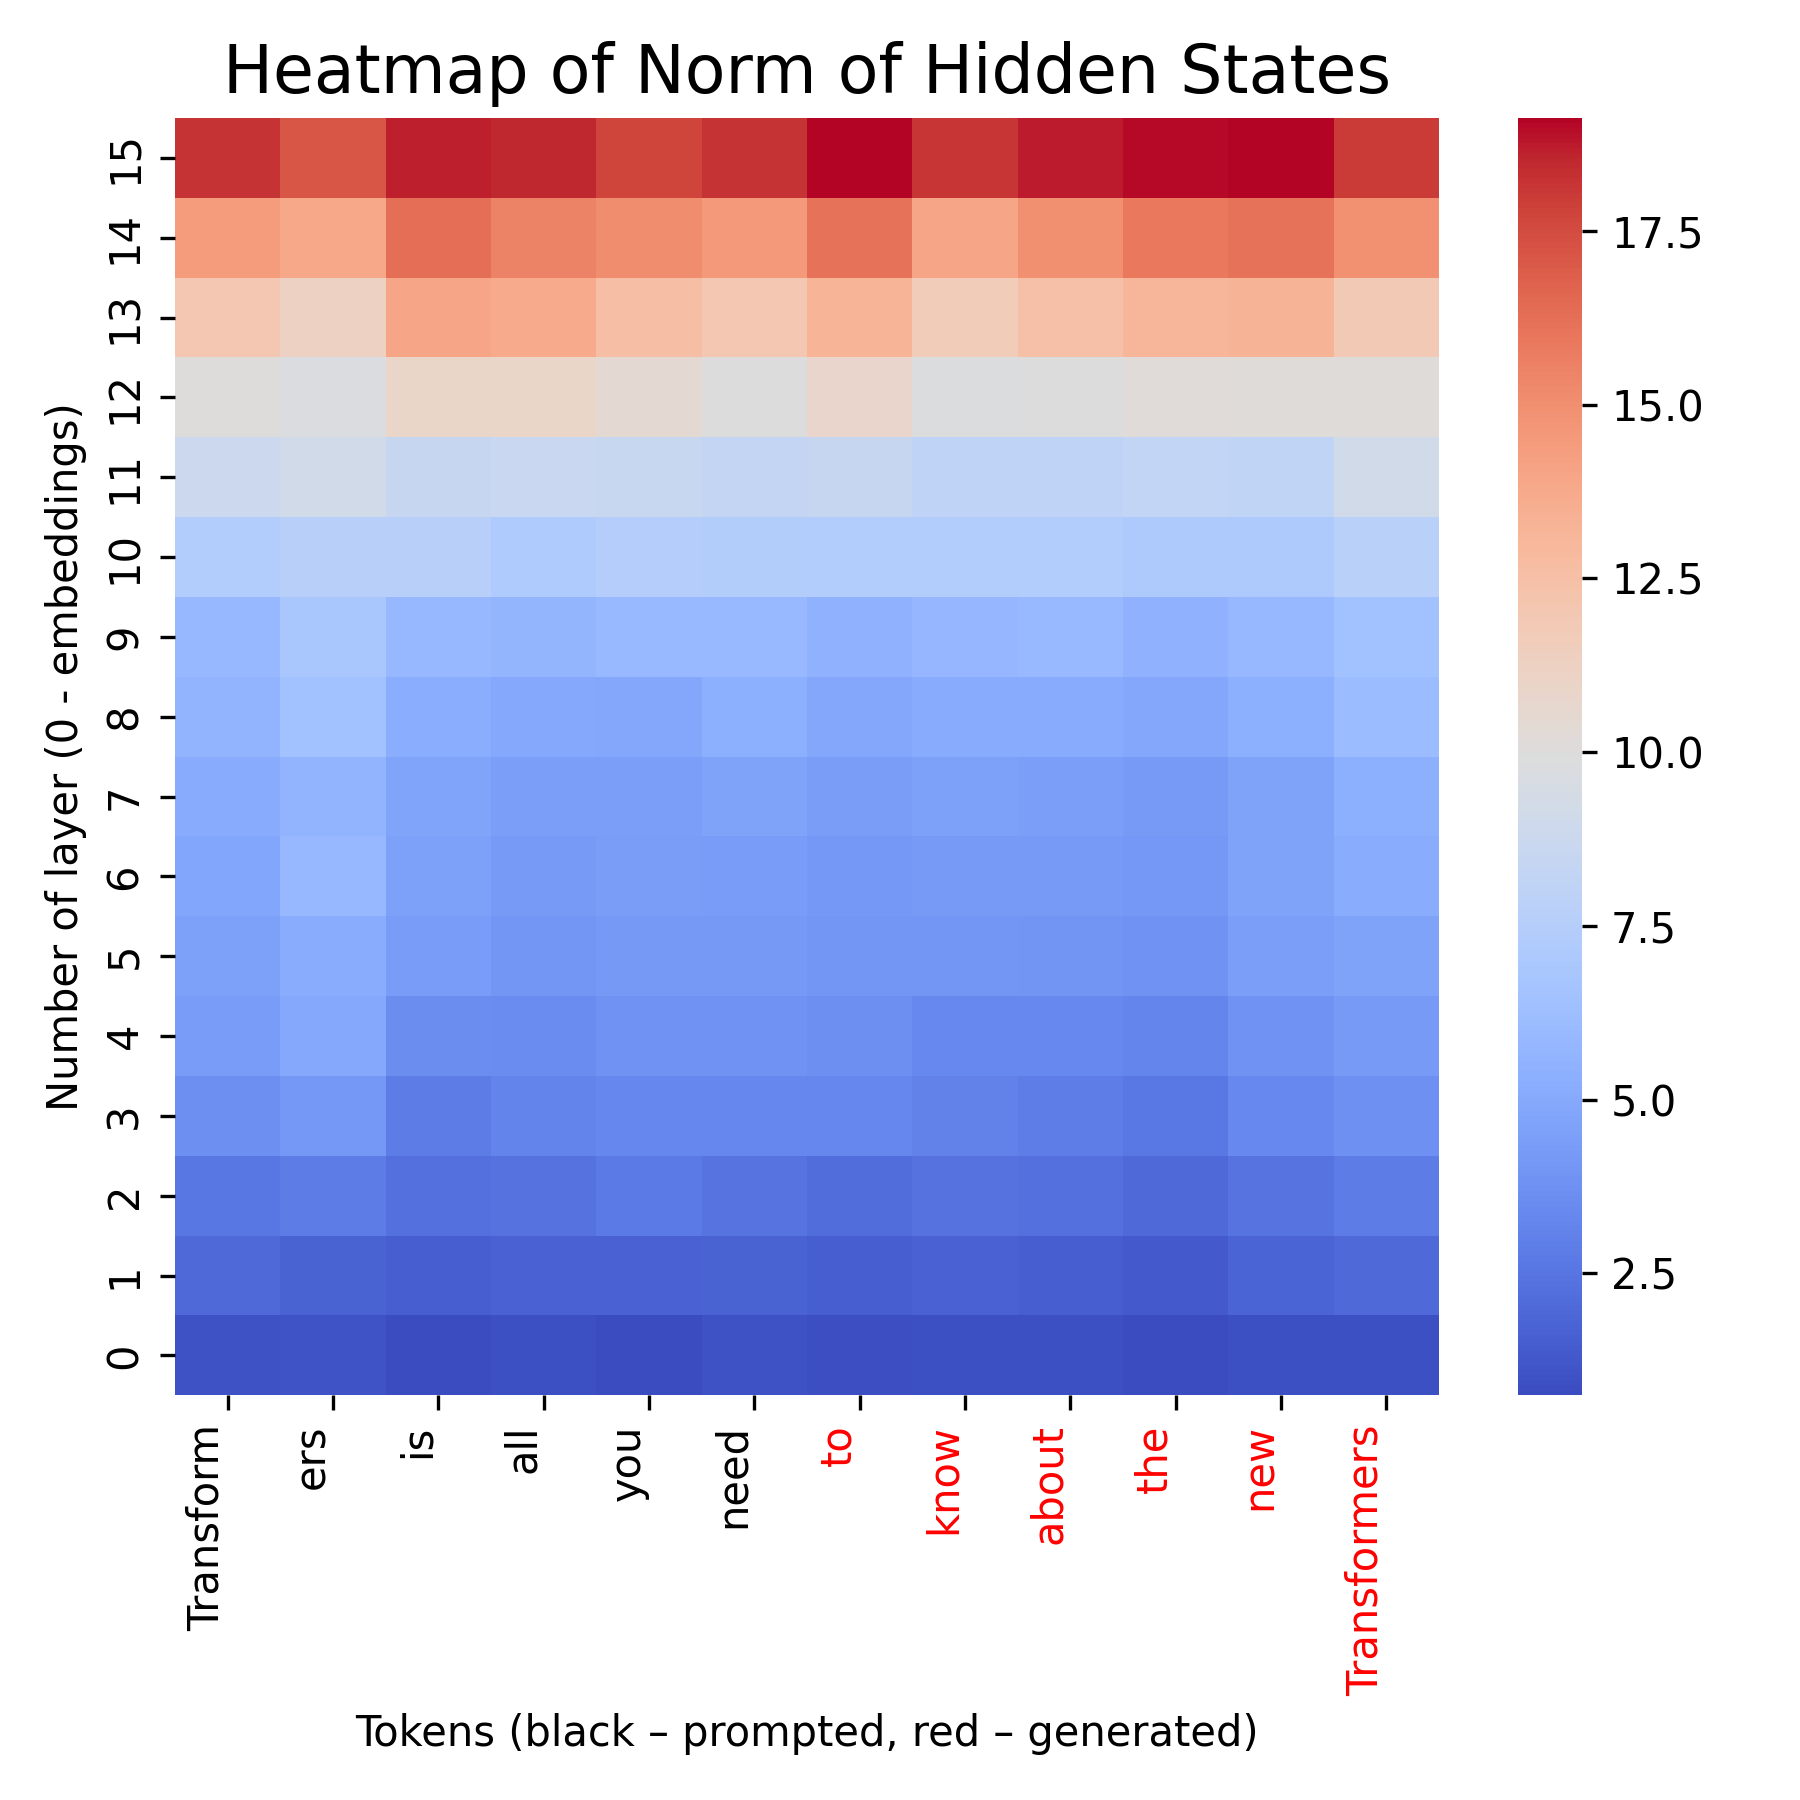 Heatmap of Norm of Hidden States
Number of layer (0 - embeddings)
15
14
13
12
11
10
9
8
7
6
5
4
3
2
1
0
Transform
ers
is
all
you
need
to
know
about
the
new
Transformers
Tokens (black – prompted, red – generated)
17.5
15.0
12.5
10.0
7.5
5.0
2.5